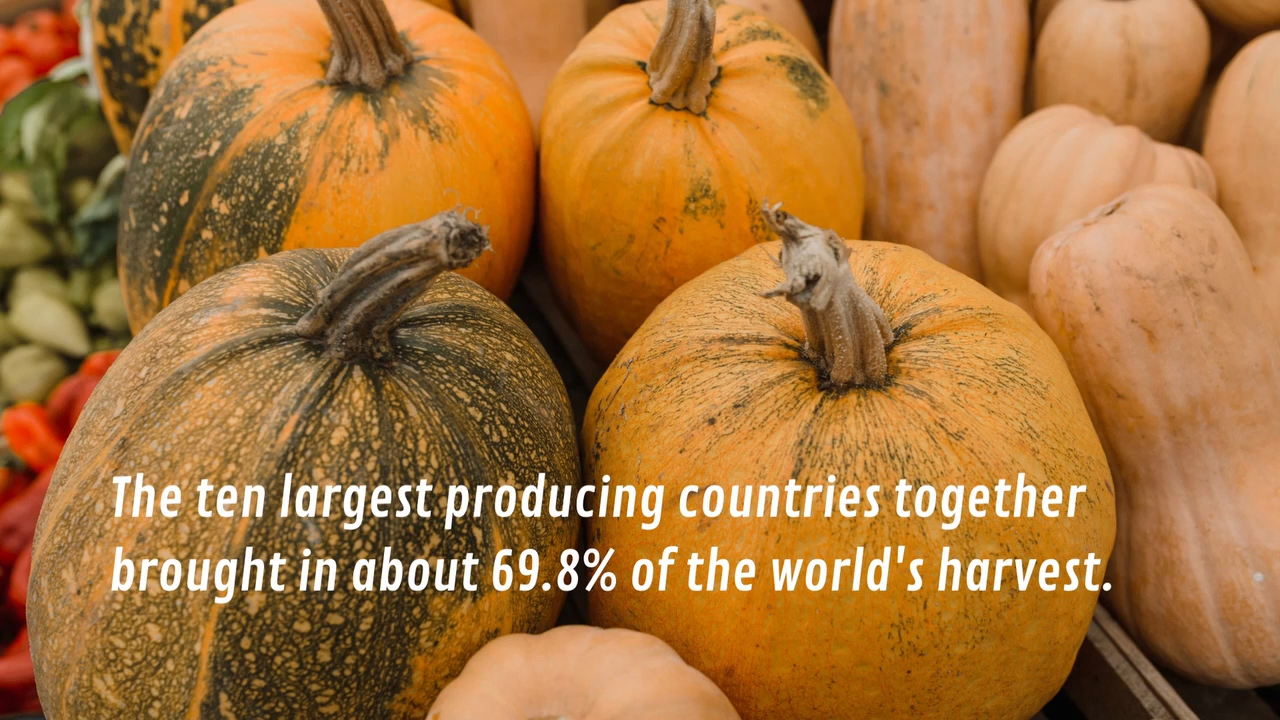 The ten largest producing countries together
brought in about 69.8% of the world's harvest.